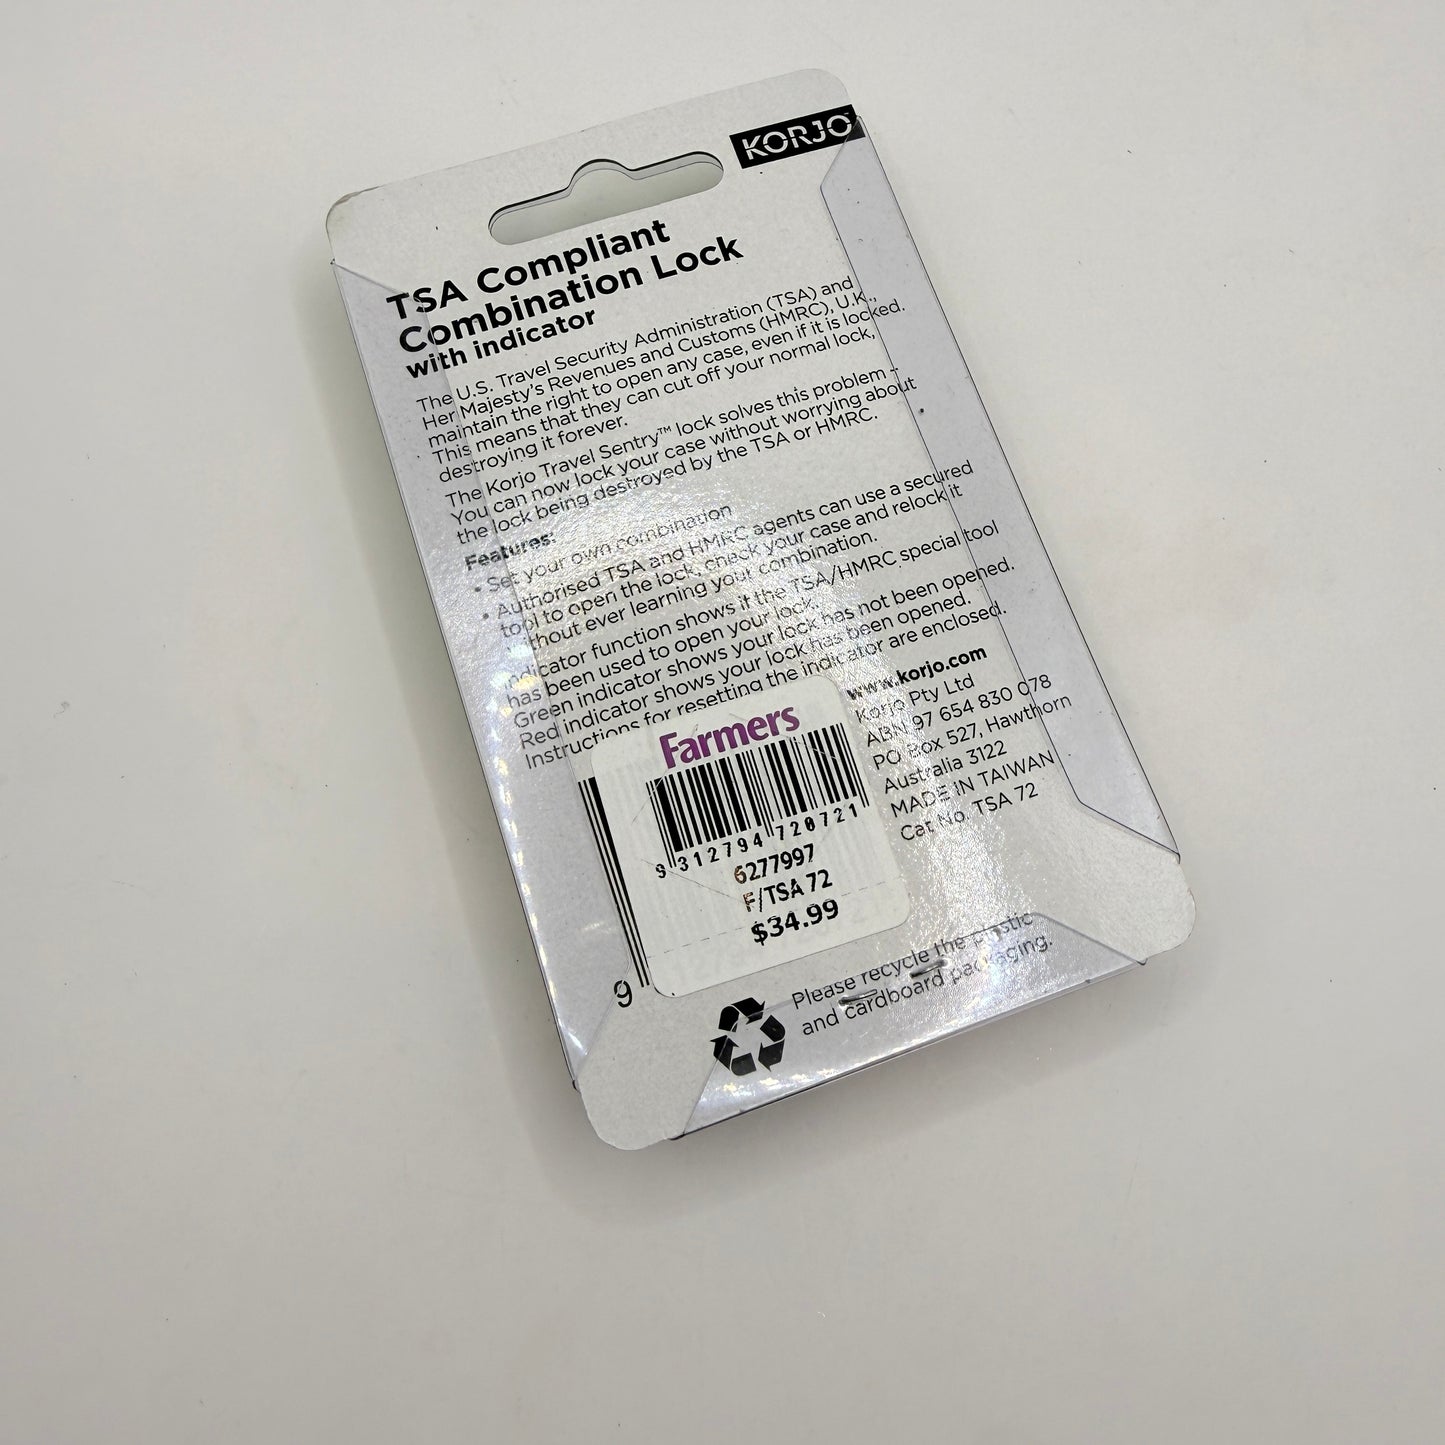 KORJO
TSA Compliant
Combination Lock
with indicator
The U.S. Travel Security Administration (TSA) and
Her Majesty's Revenues and Customs (HMRC), U.K.,
maintain the right to open any case, even if it is locked.
This means that they can cut off your normal lock,
destroying it forever.
The Korjo Travel Sentry™ lock solves this problem –
You can now lock your case without worrying about
the lock being destroyed by the TSA or HMRC.
Features:
• Set your own combination
• Authorised TSA and HMRC agents can use a secured
tool to open the lock, check your case and relock it
without ever learning your combination.
Indicator function shows if the TSA/HMRC special tool
has been used to open your lock.
Green indicator shows your lock has not been opened.
Red indicator shows your lock has been opened.
Instructions for resetting the indicator are enclosed.
www.korjo.com
Korjo Pty Ltd
ABN 97 654 830 078
PO Box 527, Hawthorn
Australia 3122
MADE IN TAIWAN
Cat No. TSA 72
Farmers
9 312794 720721
6277997
F/TSA 72
$34.99
9
Please recycle the plastic
and cardboard packaging.